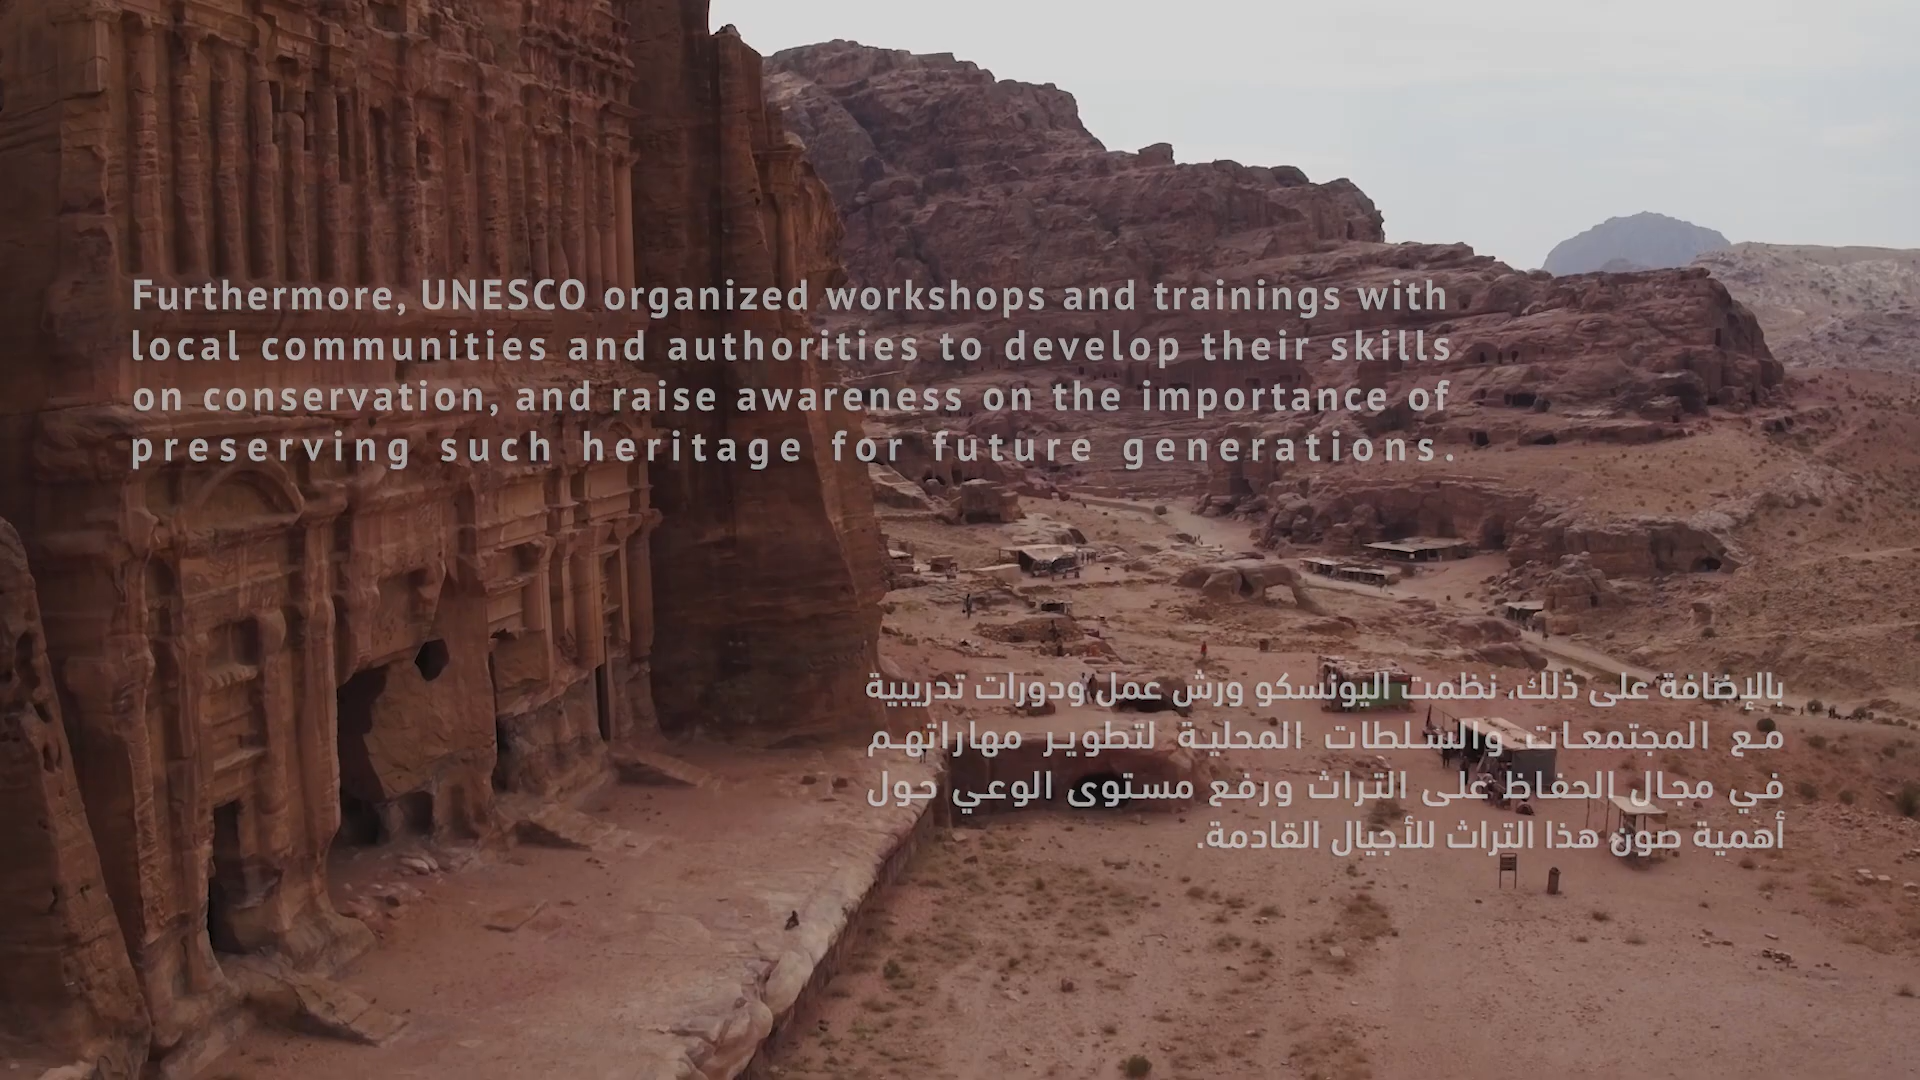 Furthermore, UNESCO organized workshops and trainings with
local communities and authorities to develop their skills
on conservation, and raise awareness on the importance of
preserving such heritage for future generations.
بالإضافة على ذلك، نظمت اليونسكو ورش عمل ودورات تدريبية
مع المجتمعات والسلطات المحلية لتطوير مهاراتهم
في مجال الحفاظ على التراث ورفع مستوى الوعي حول
أهمية صون هذا التراث للأجيال القادمة.